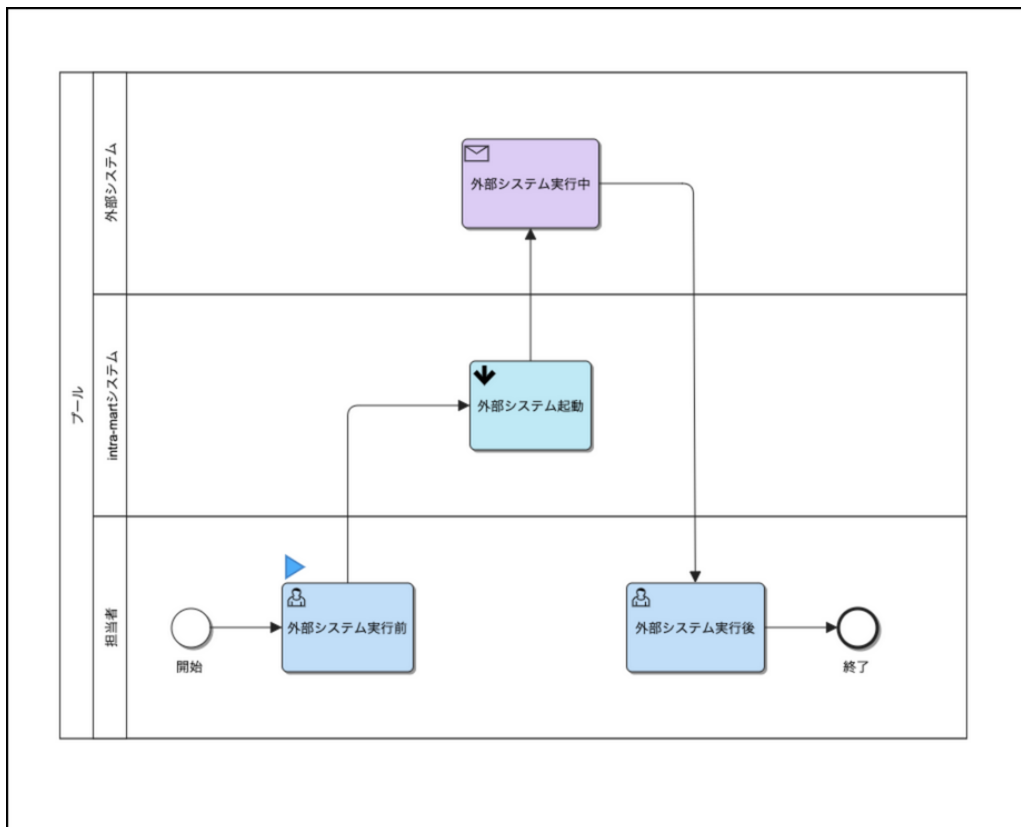 プール
外部システム
外部システム実行中
intra-martシステム
外部システム起動
担当者
開始
外部システム実行前
外部システム実行後
終了